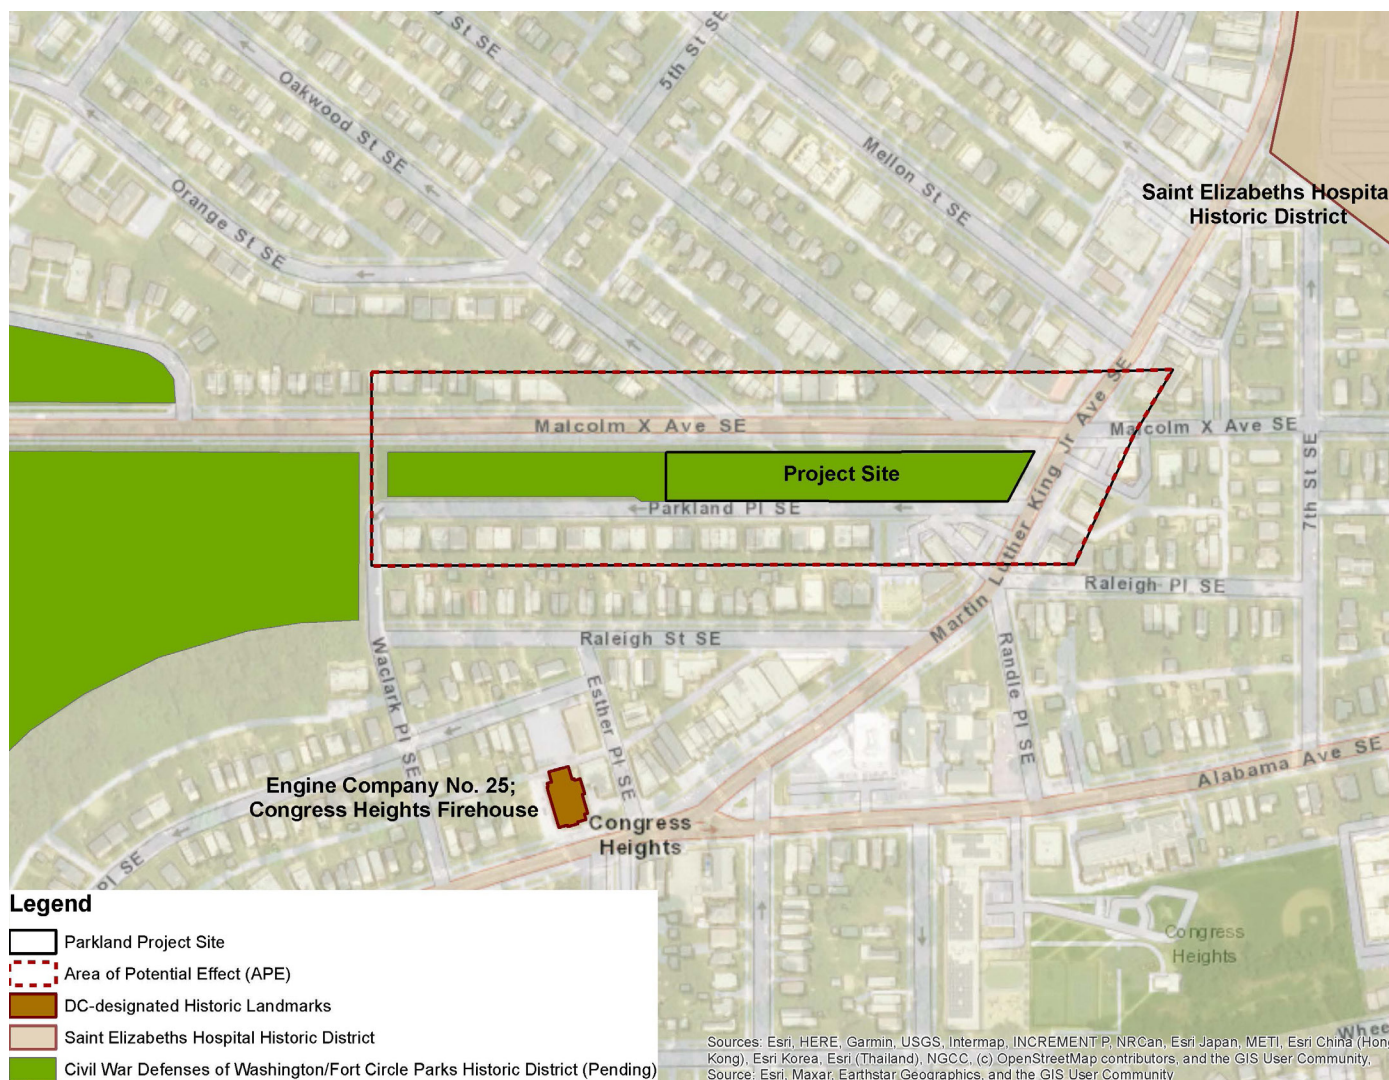 St SE
5th St SE
Oakwood St SE
Mellon St SE
Orange St SE
Saint Elizabeths Hospita
Historic District
Malcolm X Ave SE
Malcolm X Ave SE
Project Site
Parkland Pl SE
Martin Luther King Jr Ave SE
7th St SE
Raleigh Pl SE
Raleigh St SE
Waclark Pl SE
Esther Pl SE
Randle Pl SE
Alabama Ave SE
Engine Company No. 25;
Congress Heights Firehouse
Congress
Heights
Pl SE
Congress
Heights
Whee
Legend
Parkland Project Site
Area of Potential Effect (APE)
DC-designated Historic Landmarks
Saint Elizabeths Hospital Historic District
Civil War Defenses of Washington/Fort Circle Parks Historic District (Pending)
Sources: Esri, HERE, Garmin, USGS, Intermap, INCREMENT P, NRCan, Esri Japan, METI, Esri China (Hong
Kong), Esri Korea, Esri (Thailand), NGCC, (c) OpenStreetMap contributors, and the GIS User Community,
Source: Esri, Maxar, Earthstar Geographics, and the GIS User Community